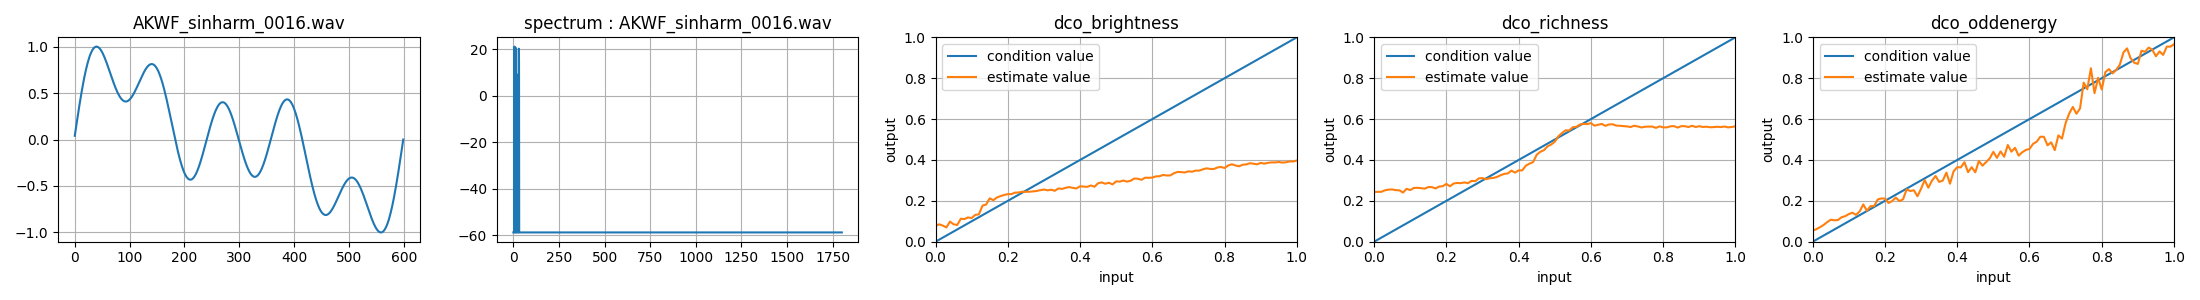 AKWF_sinharm_0016.wav
1.0
0.5
0.0
−0.5
−1.0
0 100 200 300 400 500 600
spectrum : AKWF_sinharm_0016.wav
20
0
−20
−40
−60
0 250 500 750 1000 1250 1500 1750
dco_brightness
condition value
estimate value
output
1.0
0.8
0.6
0.4
0.2
0.0
0.0 0.2 0.4 0.6 0.8 1.0
input
dco_richness
condition value
estimate value
output
1.0
0.8
0.6
0.4
0.2
0.0
0.0 0.2 0.4 0.6 0.8 1.0
input
dco_oddenergy
condition value
estimate value
output
1.0
0.8
0.6
0.4
0.2
0.0
0.0 0.2 0.4 0.6 0.8 1.0
input